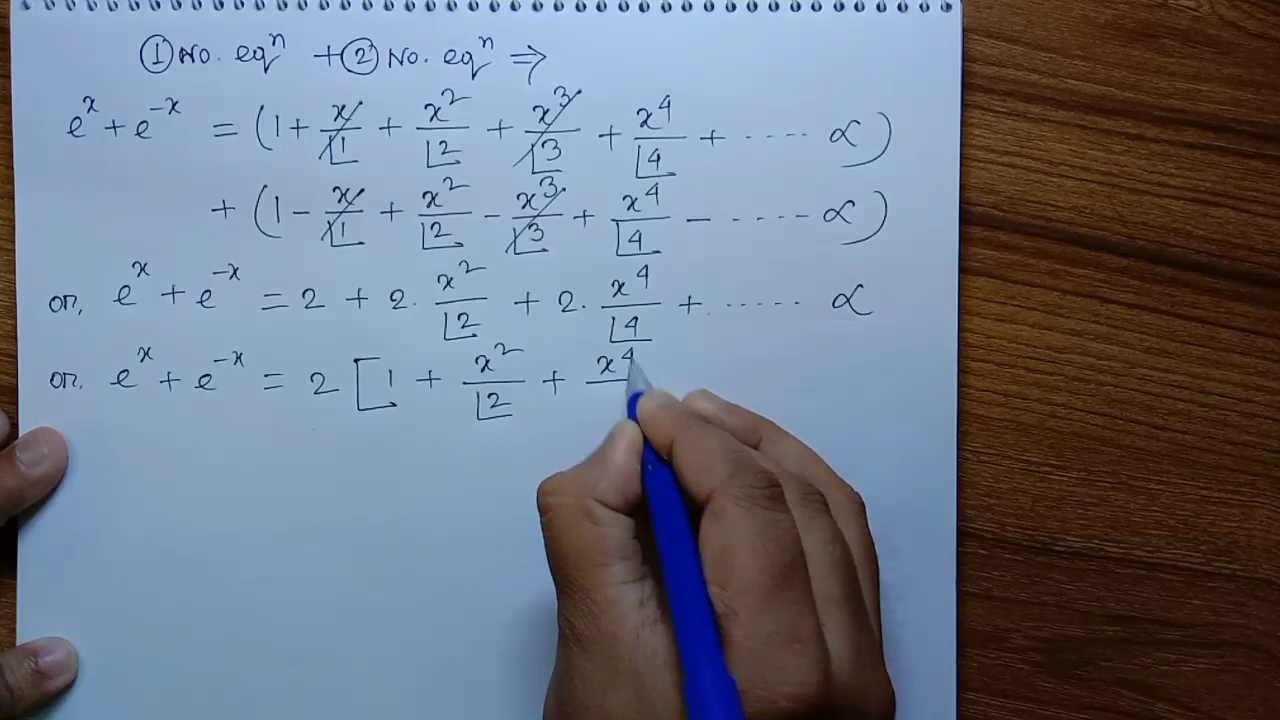 ① No. eqⁿ + ② No. eqⁿ ⇒
eˣ + e⁻ˣ = (1 + x/⌊1 + x²/⌊2 + x³/⌊3 + x⁴/⌊4 + ..... ∝)
+ (1 - x/⌊1 + x²/⌊2 - x³/⌊3 + x⁴/⌊4 - ..... ∝)
or, eˣ + e⁻ˣ = 2 + 2. x²/⌊2 + 2. x⁴/⌊4 + ...... ∝
or, eˣ + e⁻ˣ = 2 [1 + x²/⌊2 + x⁴